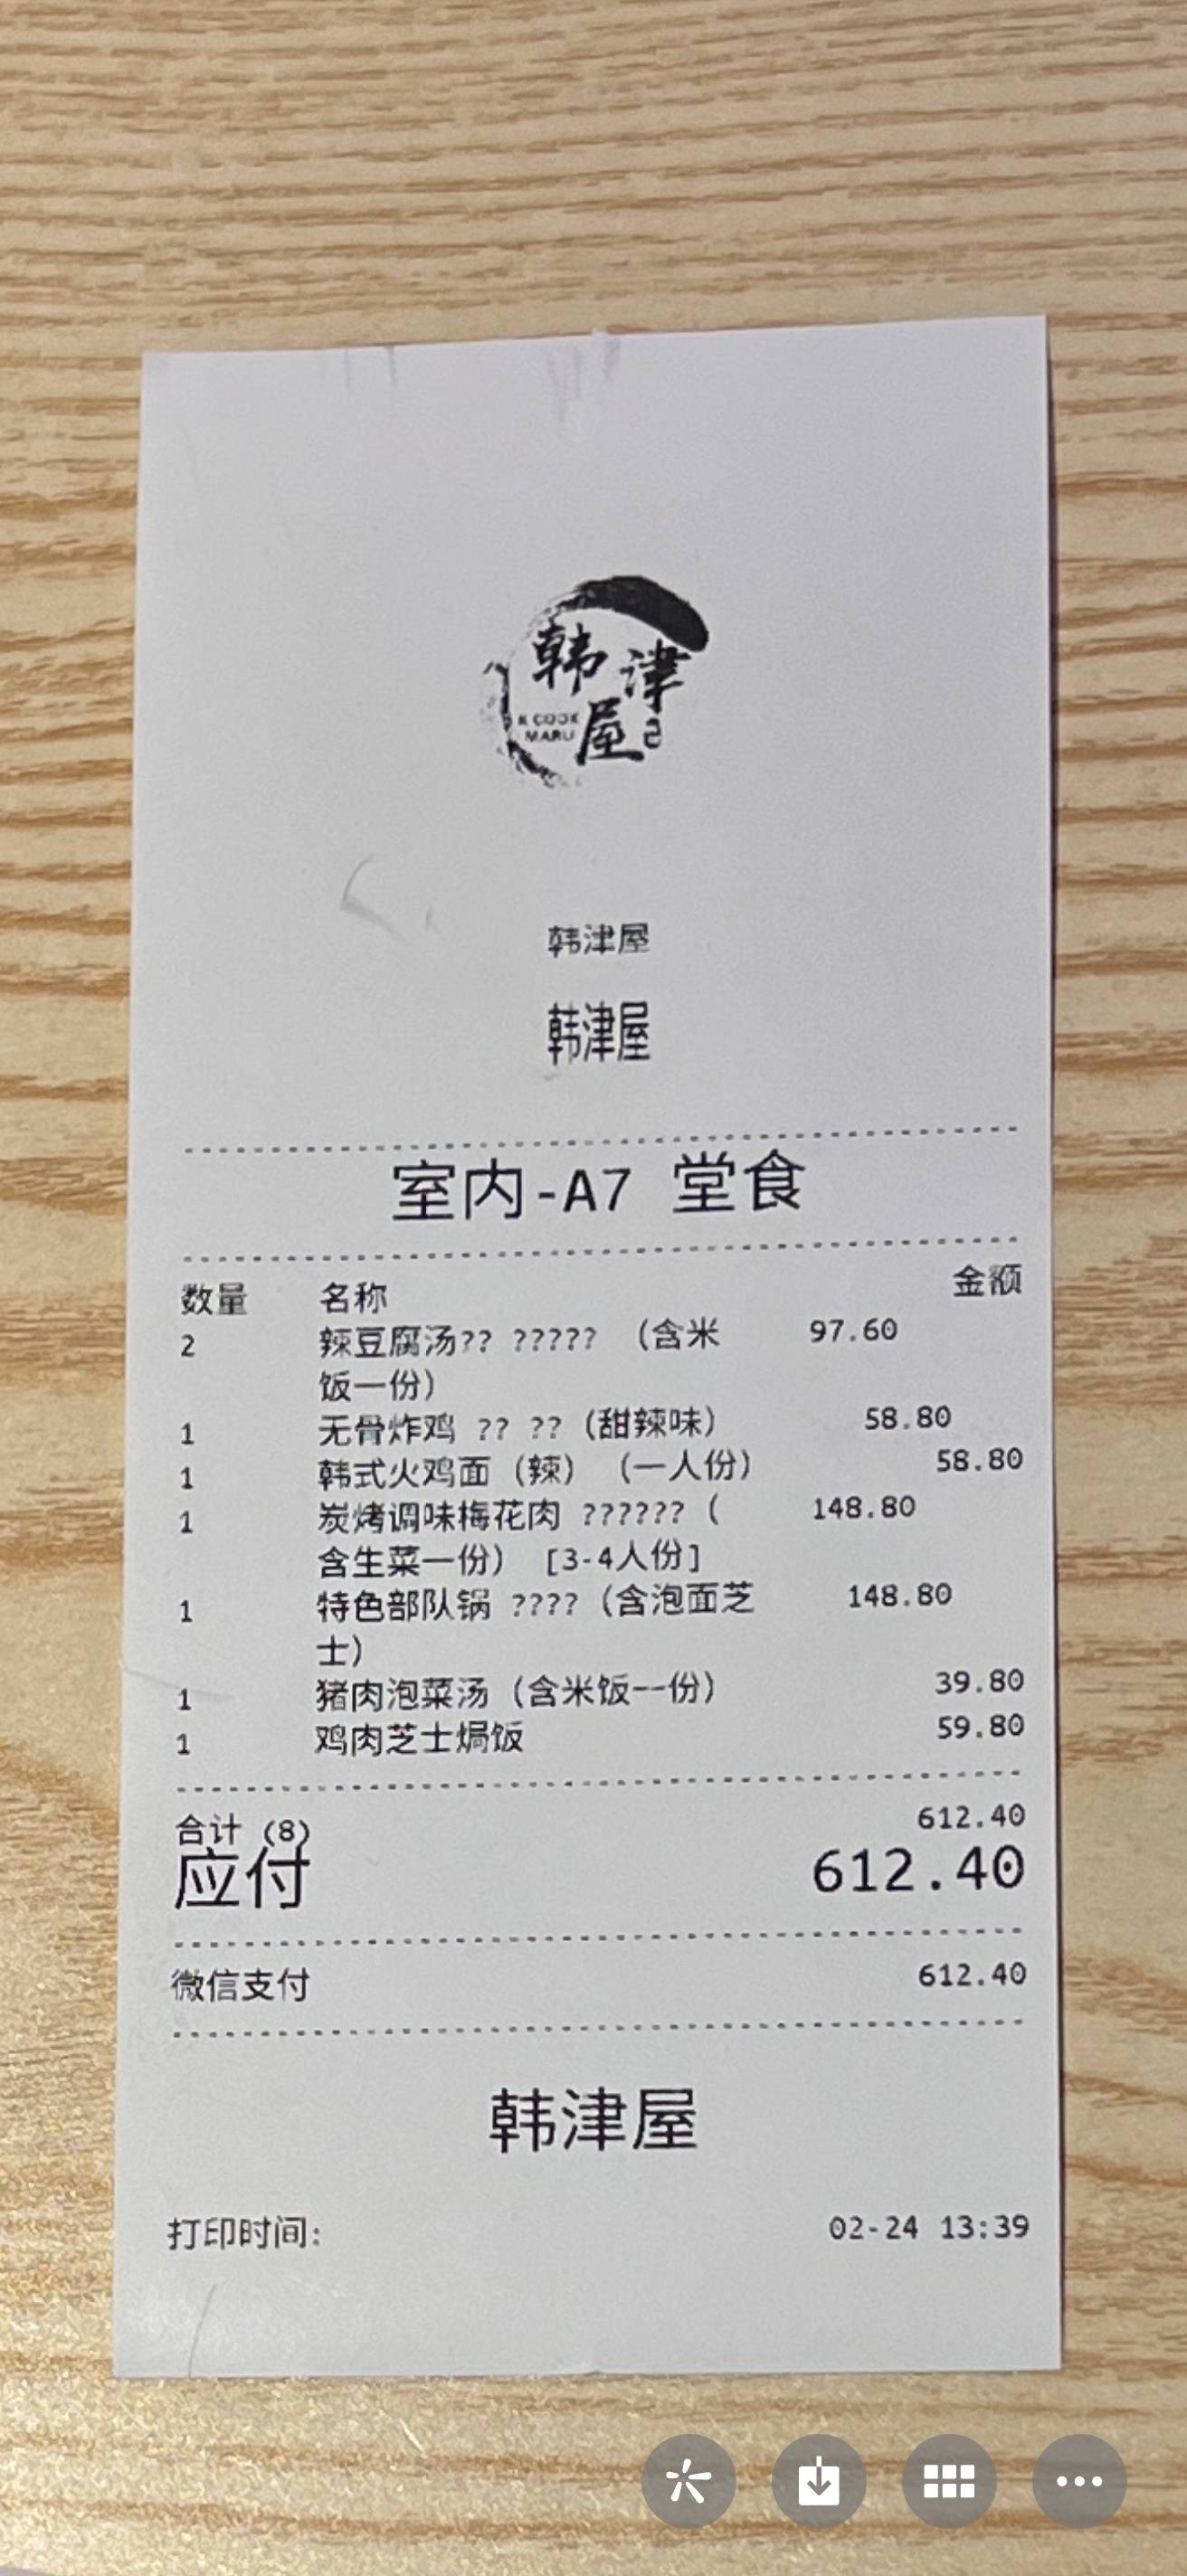 韩津
K COOK
MARU 屋
韩津屋
韩津屋
室内-A7 堂食
数量 名称 金额
2 辣豆腐汤?? ????? （含米 97.60
饭一份）
1 无骨炸鸡 ?? ??（甜辣味） 58.80
1 韩式火鸡面（辣）（一人份） 58.80
1 炭烤调味梅花肉 ??????（ 148.80
含生菜一份） [3-4人份]
1 特色部队锅 ????（含泡面芝 148.80
士）
1 猪肉泡菜汤（含米饭一份） 39.80
1 鸡肉芝士焗饭 59.80
合计 (8) 612.40
应付 612.40
微信支付 612.40
韩津屋
打印时间: 02-24 13:39